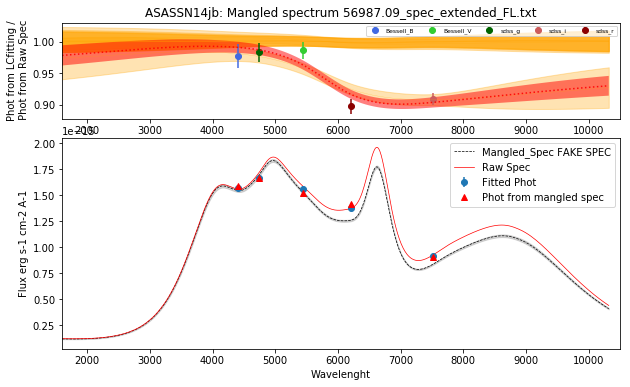 ASASSN14jb: Mangled spectrum 56987.09_spec_extended_FL.txt
Phot from LCfitting /
Phot from Raw Spec
1.00
0.95
0.90
Bessell_B
Bessell_V
sdss_g
sdss_i
sdss_r
2000 3000 4000 5000 6000 7000 8000 9000 10000
Flux erg s-1 cm-2 A-1
2.00
1.75
1.50
1.25
1.00
0.75
0.50
0.25
Mangled_Spec FAKE SPEC
Raw Spec
Fitted Phot
Phot from mangled spec
2000 3000 4000 5000 6000 7000 8000 9000 10000
Wavelenght